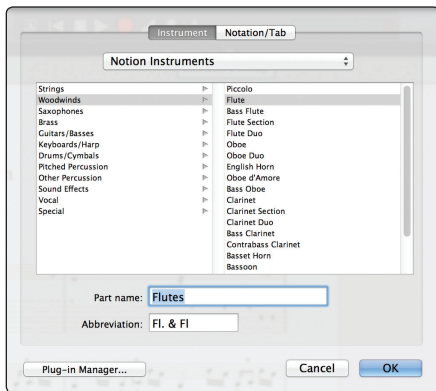 Instrument
Notation/Tab
Notion Instruments
Strings
Woodwinds
Saxophones
Brass
Guitars/Basses
Keyboards/Harp
Drums/Cymbals
Pitched Percussion
Other Percussion
Sound Effects
Vocal
Special
Piccolo
Flute
Bass Flute
Flute Section
Flute Duo
Oboe
Oboe Duo
English Horn
Oboe d'Amore
Bass Oboe
Clarinet
Clarinet Section
Clarinet Duo
Bass Clarinet
Contrabass Clarinet
Basset Horn
Bassoon
Part name: Flutes
Abbreviation: Fl. & Fl
Plug-in Manager...
Cancel
OK